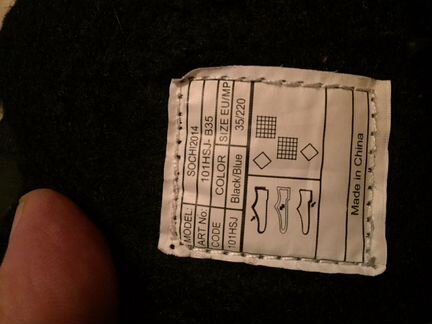 MODEL: SOCHI2014
ART No: 101HSJ- B35
CODE COLOR SIZE EU/MP
101HSJ Black/Blue 35/220
Made in China